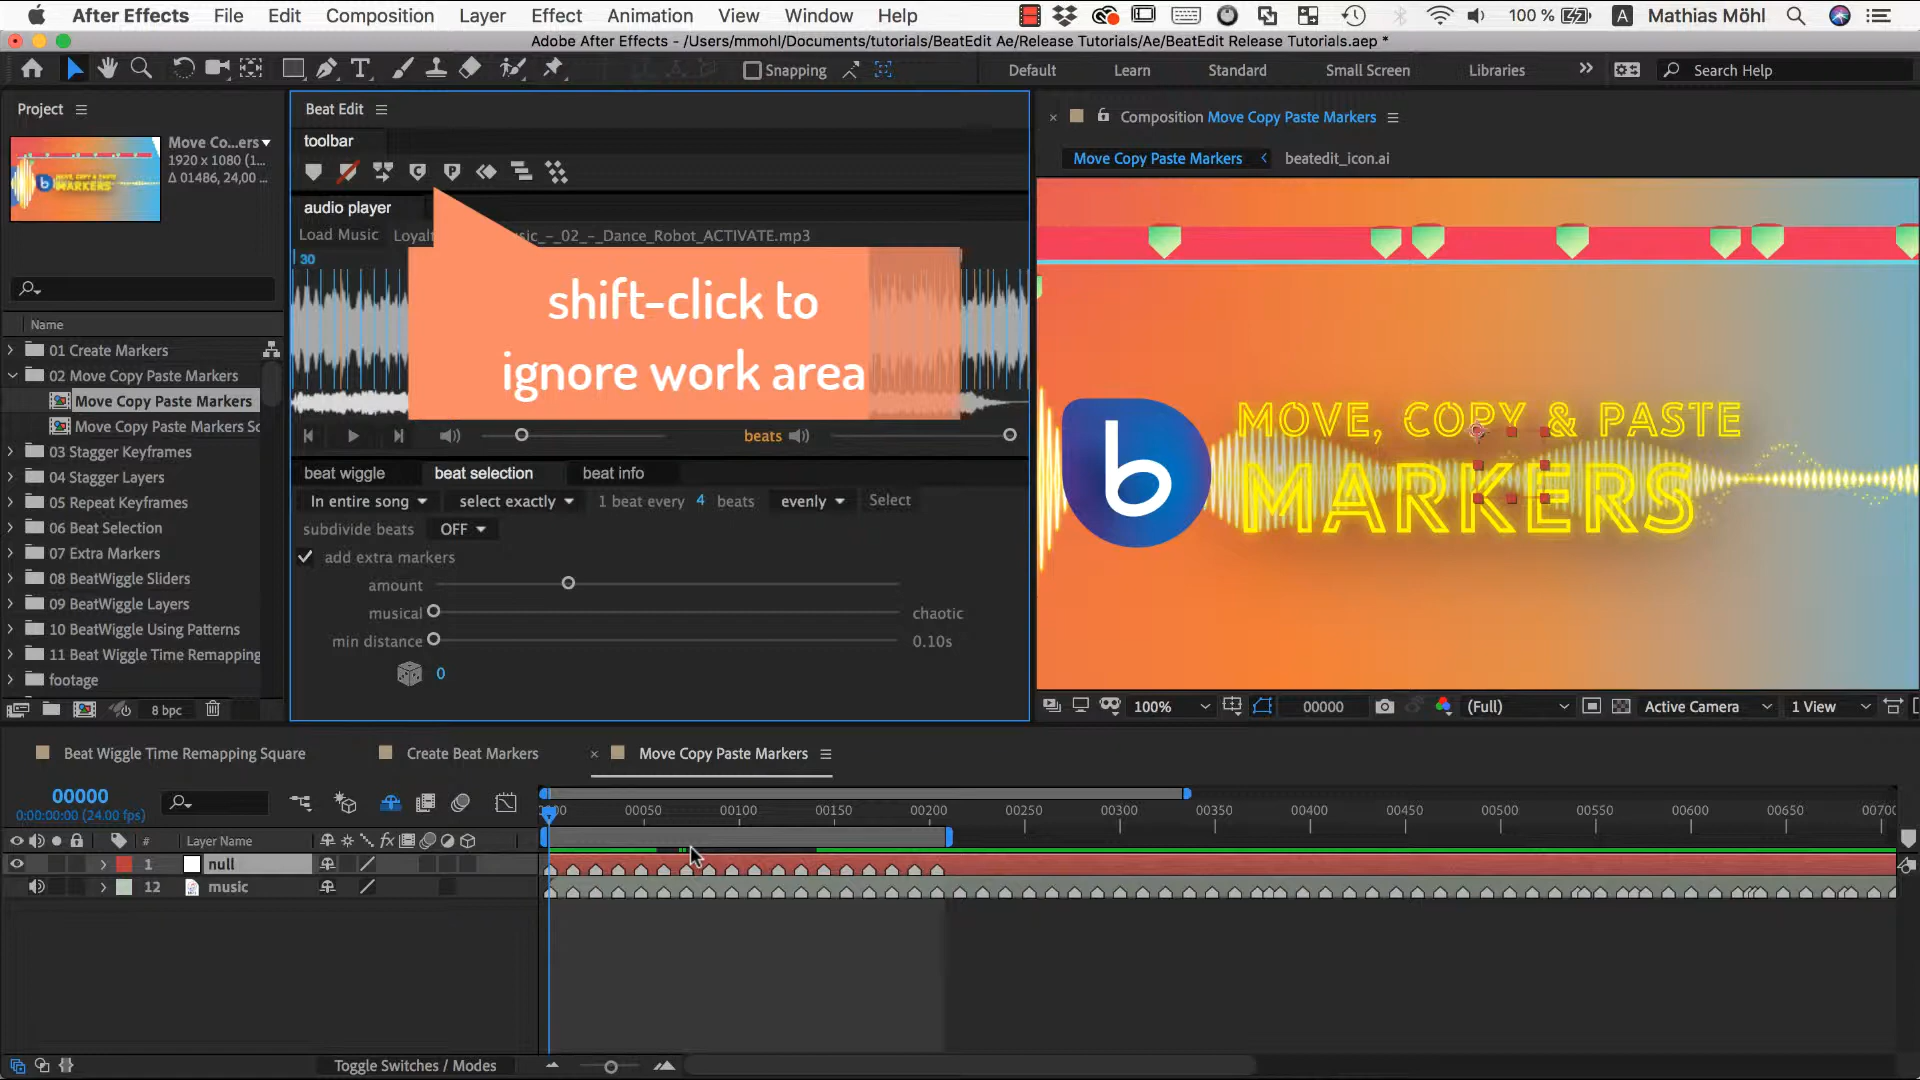 After Effects File Edit Composition Layer Effect Animation View Window Help 100 % A Mathias Möhl
Adobe After Effects - /Users/mmohl/Documents/tutorials/BeatEdit Ae/Release Tutorials/Ae/BeatEdit Release Tutorials.aep *
Snapping Default Learn Standard Small Screen Libraries Search Help
Project
Move Co...ers
1920 x 1080 (1...
Δ 01486, 24,00 ...
Name
01 Create Markers
02 Move Copy Paste Markers
Move Copy Paste Markers
Move Copy Paste Markers Sc
03 Stagger Keyframes
04 Stagger Layers
05 Repeat Keyframes
06 Beat Selection
07 Extra Markers
08 BeatWiggle Sliders
09 BeatWiggle Layers
10 BeatWiggle Using Patterns
11 Beat Wiggle Time Remapping
footage
8 bpc
Beat Edit
toolbar
audio player
Load Music
sic_-_02_-_Dance_Robot_ACTIVATE.mp3
30
shift-click to
ignore work area
beats
beat wiggle beat selection beat info
In entire song select exactly 1 beat every 4 beats evenly Select
subdivide beats OFF
add extra markers
amount
musical chaotic
min distance 0.10s
0
Composition Move Copy Paste Markers
Move Copy Paste Markers beatedit_icon.ai
b
MOVE, COPY & PASTE
MARKERS
100% 00000 (Full) Active Camera 1 View
Beat Wiggle Time Remapping Square Create Beat Markers Move Copy Paste Markers
00000
0:00:00:00 (24.00 fps)
00050 00100 00150 00200 00250 00300 00350 00400 00450 00500 00550 00600 00650 00700
# Layer Name
1 null
12 music
Toggle Switches / Modes